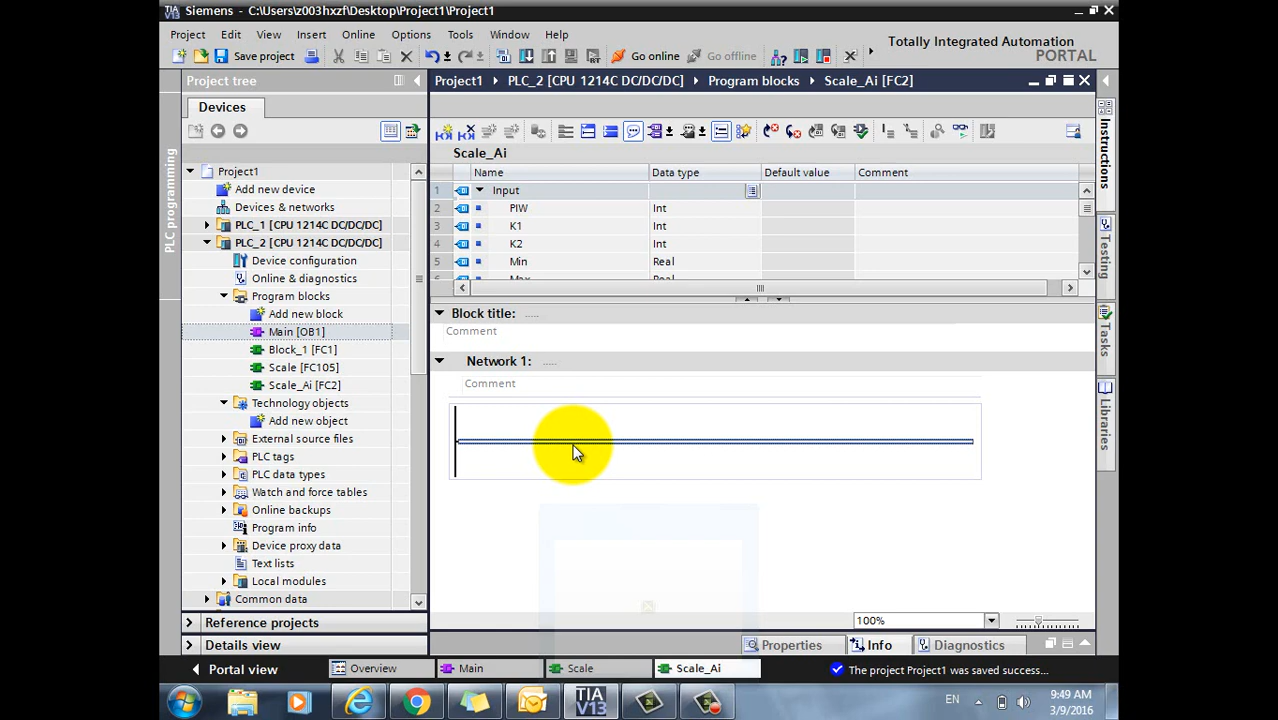 Siemens - C:\Users\z003hxzf\Desktop\Project1\Project1
TIA
V13
Project Edit View Insert Online Options Tools Window Help
Totally Integrated Automation
PORTAL
Save project
Go online
Go offline
Project tree
Project1 PLC_2 [CPU 1214C DC/DC/DC] Program blocks Scale_Ai [FC2]
Devices
PLC programming
Project1
Add new device
Devices & networks
PLC_1 [CPU 1214C DC/DC/DC]
PLC_2 [CPU 1214C DC/DC/DC]
Device configuration
Online & diagnostics
Program blocks
Add new block
Main [OB1]
Block_1 [FC1]
Scale [FC105]
Scale_Ai [FC2]
Technology objects
Add new object
External source files
PLC tags
PLC data types
Watch and force tables
Online backups
Program info
Device proxy data
Text lists
Local modules
Common data
Reference projects
Details view
Scale_Ai
Name Data type Default value Comment
1 Input
2 PIW Int
3 K1 Int
4 K2 Int
5 Min Real
6 Max Real
Block title: .....
Comment
Network 1: .....
Comment
100%
Properties Info Diagnostics
Instructions
Testing
Tasks
Libraries
Portal view Overview Main Scale Scale_Ai The project Project1 was saved success...
TIA
V13
EN
9:49 AM
3/9/2016